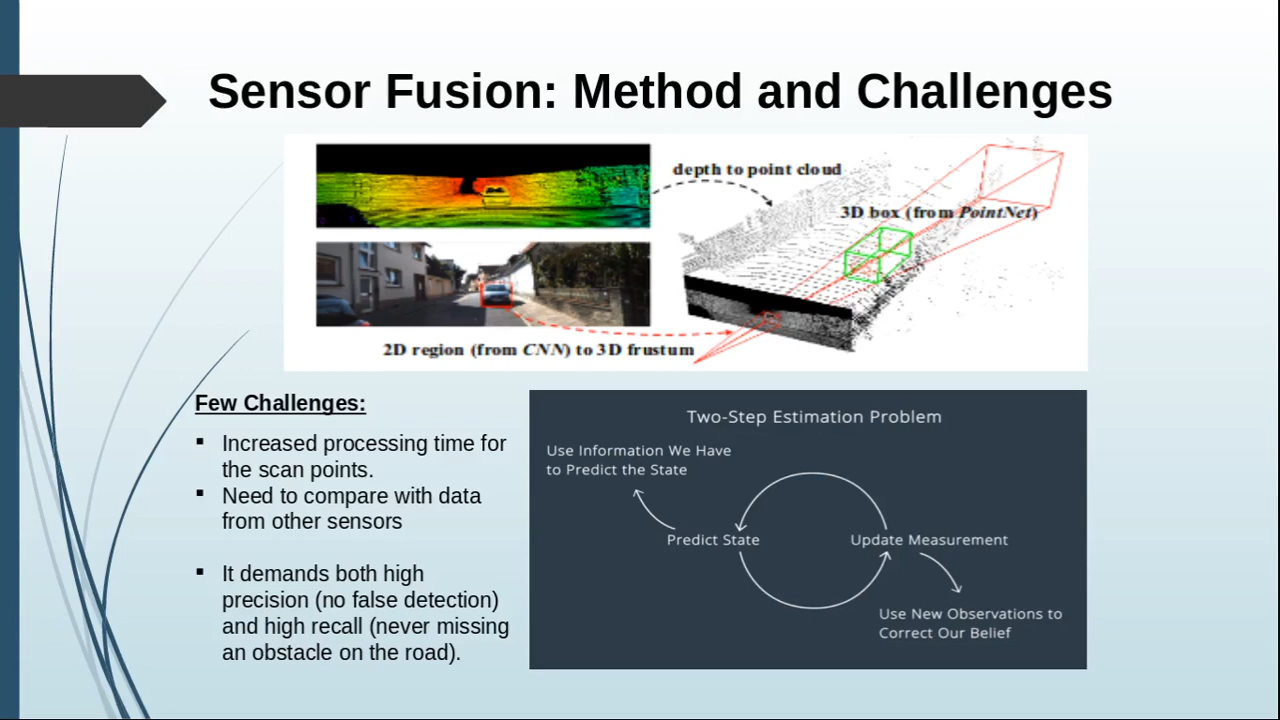 Sensor Fusion: Method and Challenges
depth to point cloud
3D box (from PointNet)
2D region (from CNN) to 3D frustum
Few Challenges:
▪ Increased processing time for
the scan points.
▪ Need to compare with data
from other sensors
▪ It demands both high
precision (no false detection)
and high recall (never missing
an obstacle on the road).
Two-Step Estimation Problem
Use Information We Have
to Predict the State
Predict State
Update Measurement
Use New Observations to
Correct Our Belief